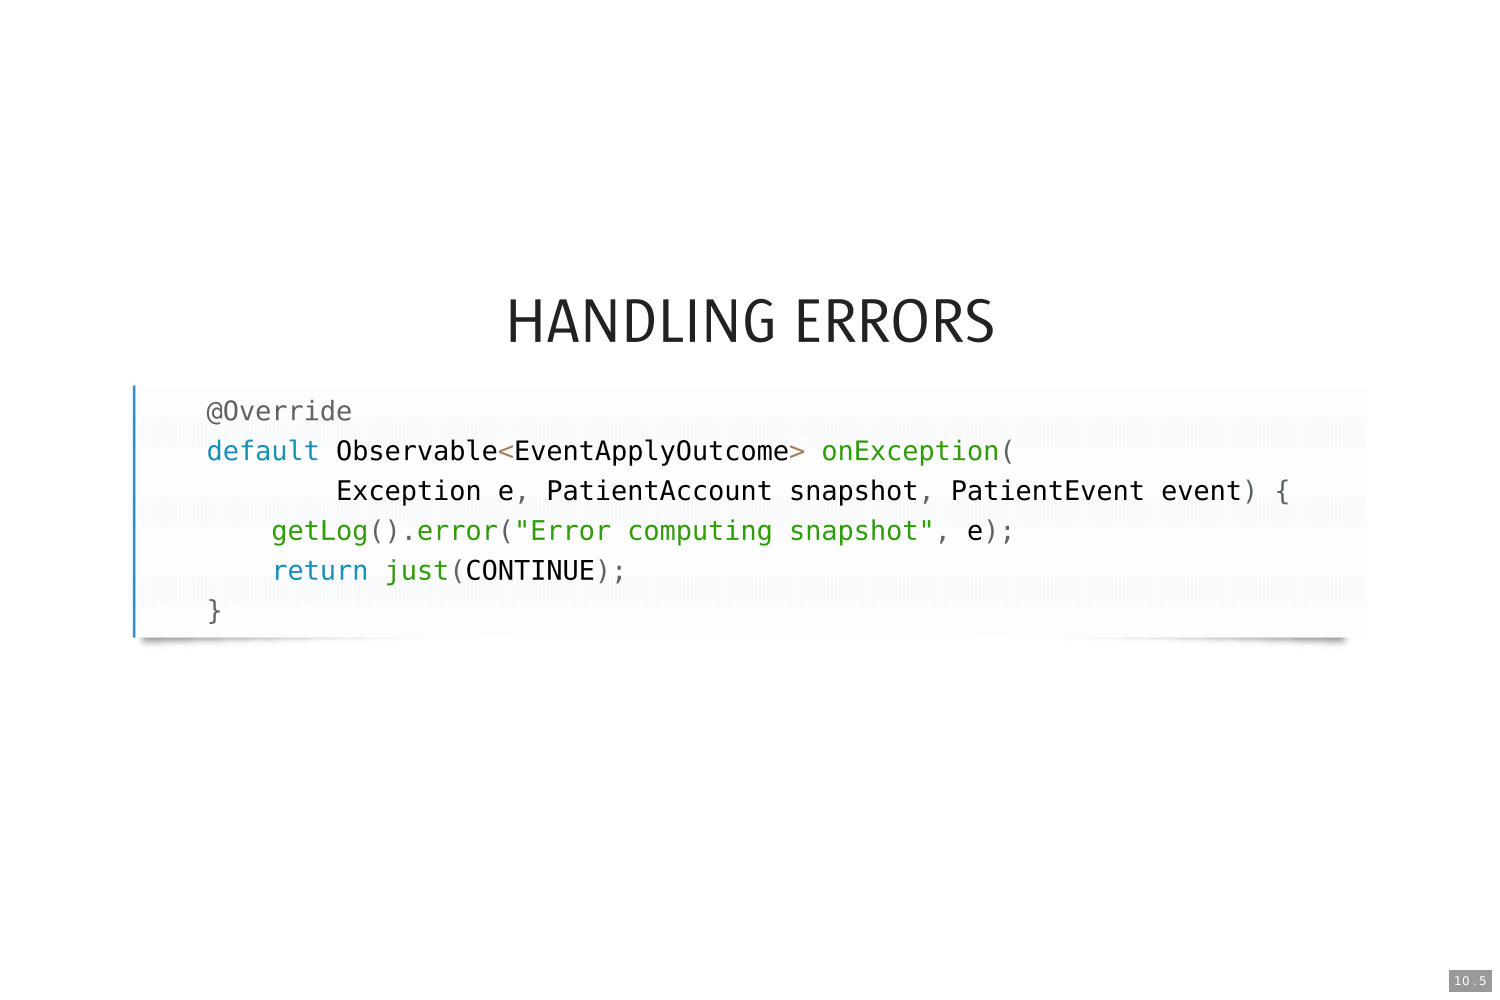 HANDLING ERRORS
@Override
default Observable<EventApplyOutcome> onException(
        Exception e, PatientAccount snapshot, PatientEvent event) {
    getLog().error("Error computing snapshot", e);
    return just(CONTINUE);
}
10.5